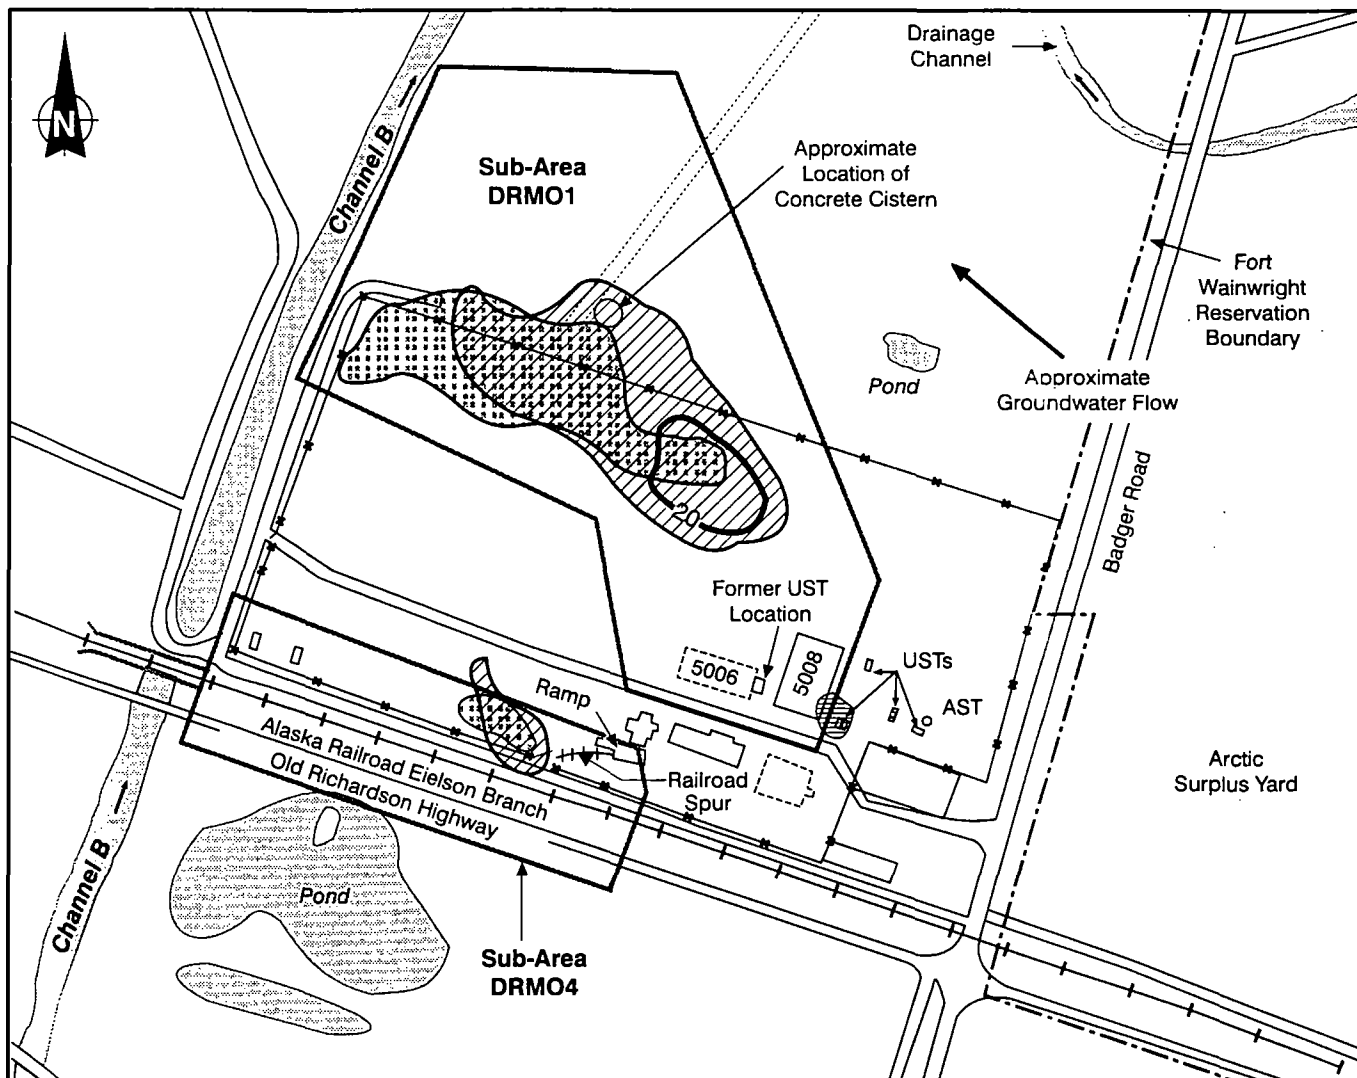 Drainage
Channel
N
Channel B
Sub-Area
DRMO1
Approximate
Location of
Concrete Cistern
Fort
Wainwright
Reservation
Boundary
Pond
Approximate
Groundwater Flow
Badger Road
20
Former UST
Location
5006
5008
USTs
AST
Ramp
Railroad
Spur
Arctic
Surplus Yard
Alaska Railroad Eielson Branch
Old Richardson Highway
Channel B
Pond
Sub-Area
DRMO4